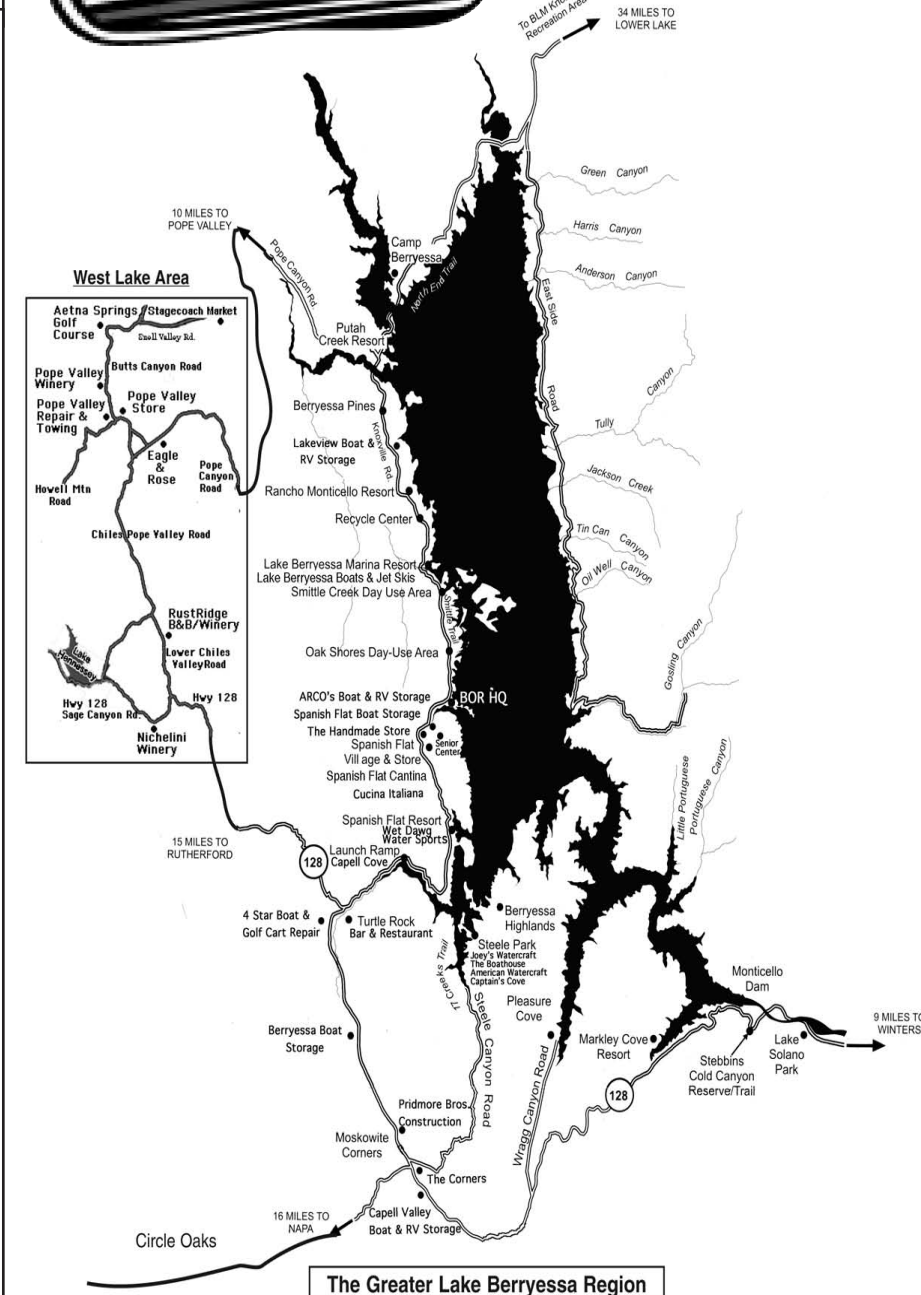 To BLM
Recreation Area
34 MILES TO
LOWER LAKE
Green Canyon
Harris Canyon
Anderson Canyon
10 MILES TO
POPE VALLEY
Pope Canyon Rd.
Camp
Berryessa
North End Trail
East Side
Road
Putah
Creek Resort
West Lake Area
Aetna Springs
Golf
Course
Stagecoach Market
Snell Valley Rd.
Butts Canyon Road
Pope Valley
Winery
Pope Valley
Store
Pope Valley
Repair &
Towing
Eagle
&
Rose
Pope
Canyon
Road
Howell Mtn
Road
Chiles Pope Valley Road
RustRidge
B&B/Winery
Lower Chiles
ValleyRoad
Lake
Hennessey
Hwy 128
Hwy 128
Sage Canyon Rd.
Nichelini
Winery
Berryessa Pines
Knoxville Rd.
Lakeview Boat &
RV Storage
Rancho Monticello Resort
Recycle Center
Lake Berryessa Marina Resort
Lake Berryessa Boats & Jet Skis
Smittle Creek Day Use Area
Smittle Trail
Oak Shores Day-Use Area
Tully Canyon
Jackson Creek
Tin Can Canyon
Oil Well Canyon
Gosling Canyon
ARCO's Boat & RV Storage
BOR HQ
Spanish Flat Boat Storage
The Handmade Store
Senior
Center
Spanish Flat
Village & Store
Spanish Flat Cantina
Cucina Italiana
Spanish Flat Resort
Wet Dawg
Water Sports
Launch Ramp
Capell Cove
Little Portuguese
Portuguese Canyon
15 MILES TO
RUTHERFORD
128
4 Star Boat &
Golf Cart Repair
Turtle Rock
Bar & Restaurant
Berryessa
Highlands
Steele Park
Joey's Watercraft
The Boathouse
American Watercraft
Captain's Cove
77 Creeks Trail
Steele Canyon Road
Pleasure
Cove
Wragg Canyon Road
Markley Cove
Resort
Monticello
Dam
9 MILES TO
WINTERS
Stebbins
Cold Canyon
Reserve/Trail
Lake
Solano
Park
128
Berryessa Boat
Storage
Pridmore Bros.
Construction
Moskowite
Corners
The Corners
Capell Valley
Boat & RV Storage
16 MILES TO
NAPA
Circle Oaks
The Greater Lake Berryessa Region